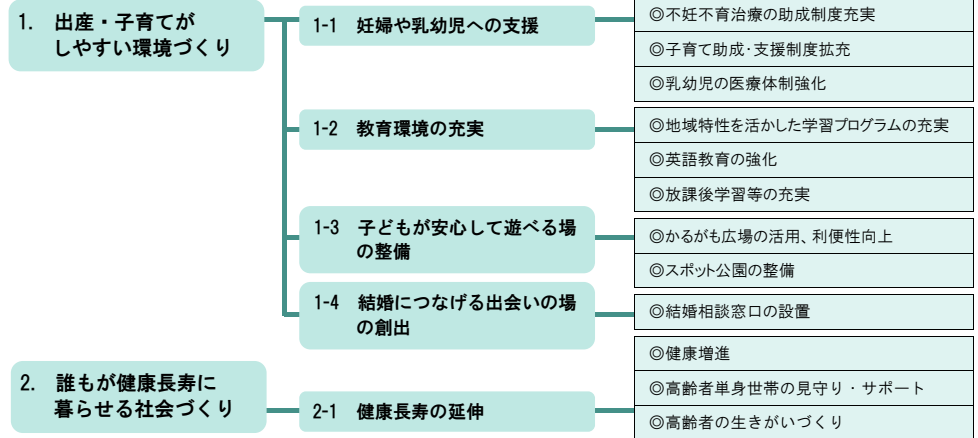 1. 出産・子育てが
しやすい環境づくり
1-1 妊婦や乳幼児への支援
◎不妊不育治療の助成制度充実
◎子育て助成・支援制度拡充
◎乳幼児の医療体制強化
1-2 教育環境の充実
◎地域特性を活かした学習プログラムの充実
◎英語教育の強化
◎放課後学習等の充実
1-3 子どもが安心して遊べる場
の整備
◎かるがも広場の活用、利便性向上
◎スポット公園の整備
1-4 結婚につなげる出会いの場
の創出
◎結婚相談窓口の設置
2. 誰もが健康長寿に
暮らせる社会づくり
2-1 健康長寿の延伸
◎健康増進
◎高齢者単身世帯の見守り・サポート
◎高齢者の生きがいづくり